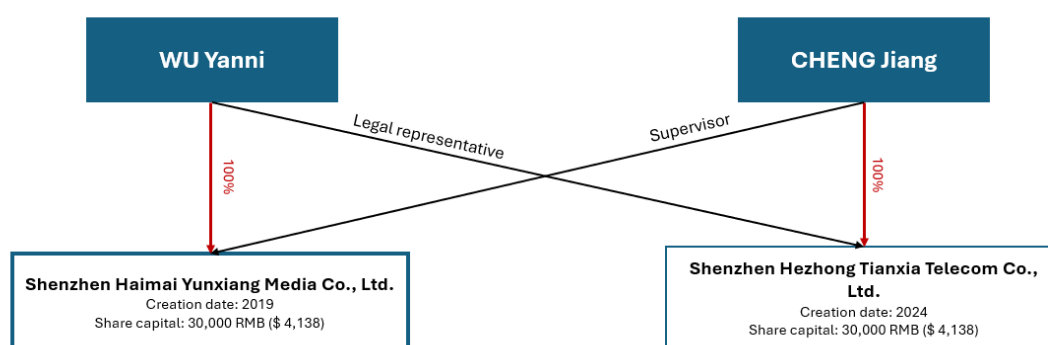 WU Yanni
CHENG Jiang
Legal representative
Supervisor
100%
100%
Shenzhen Haimai Yunxiang Media Co., Ltd.
Creation date: 2019
Share capital: 30,000 RMB ($ 4,138)
Shenzhen Hezhong Tianxia Telecom Co.,
Ltd.
Creation date: 2024
Share capital: 30,000 RMB ($ 4,138)